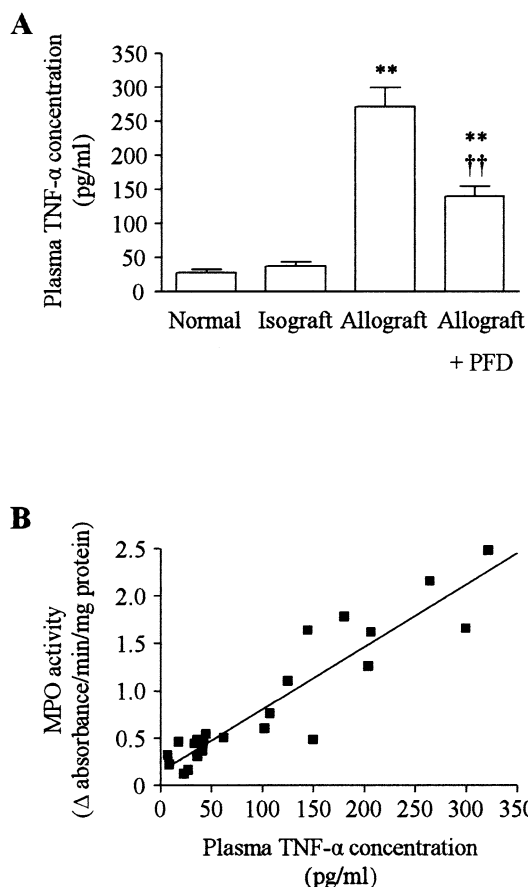 A
Plasma TNF-α concentration
(pg/ml)
350
300
250
200
150
100
50
0
**
**
††
Normal Isograft Allograft Allograft
+ PFD
B
MPO activity
(Δ absorbance/min/mg protein)
2.5
2.0
1.5
1.0
0.5
0
0 50 100 150 200 250 300 350
Plasma TNF-α concentration
(pg/ml)